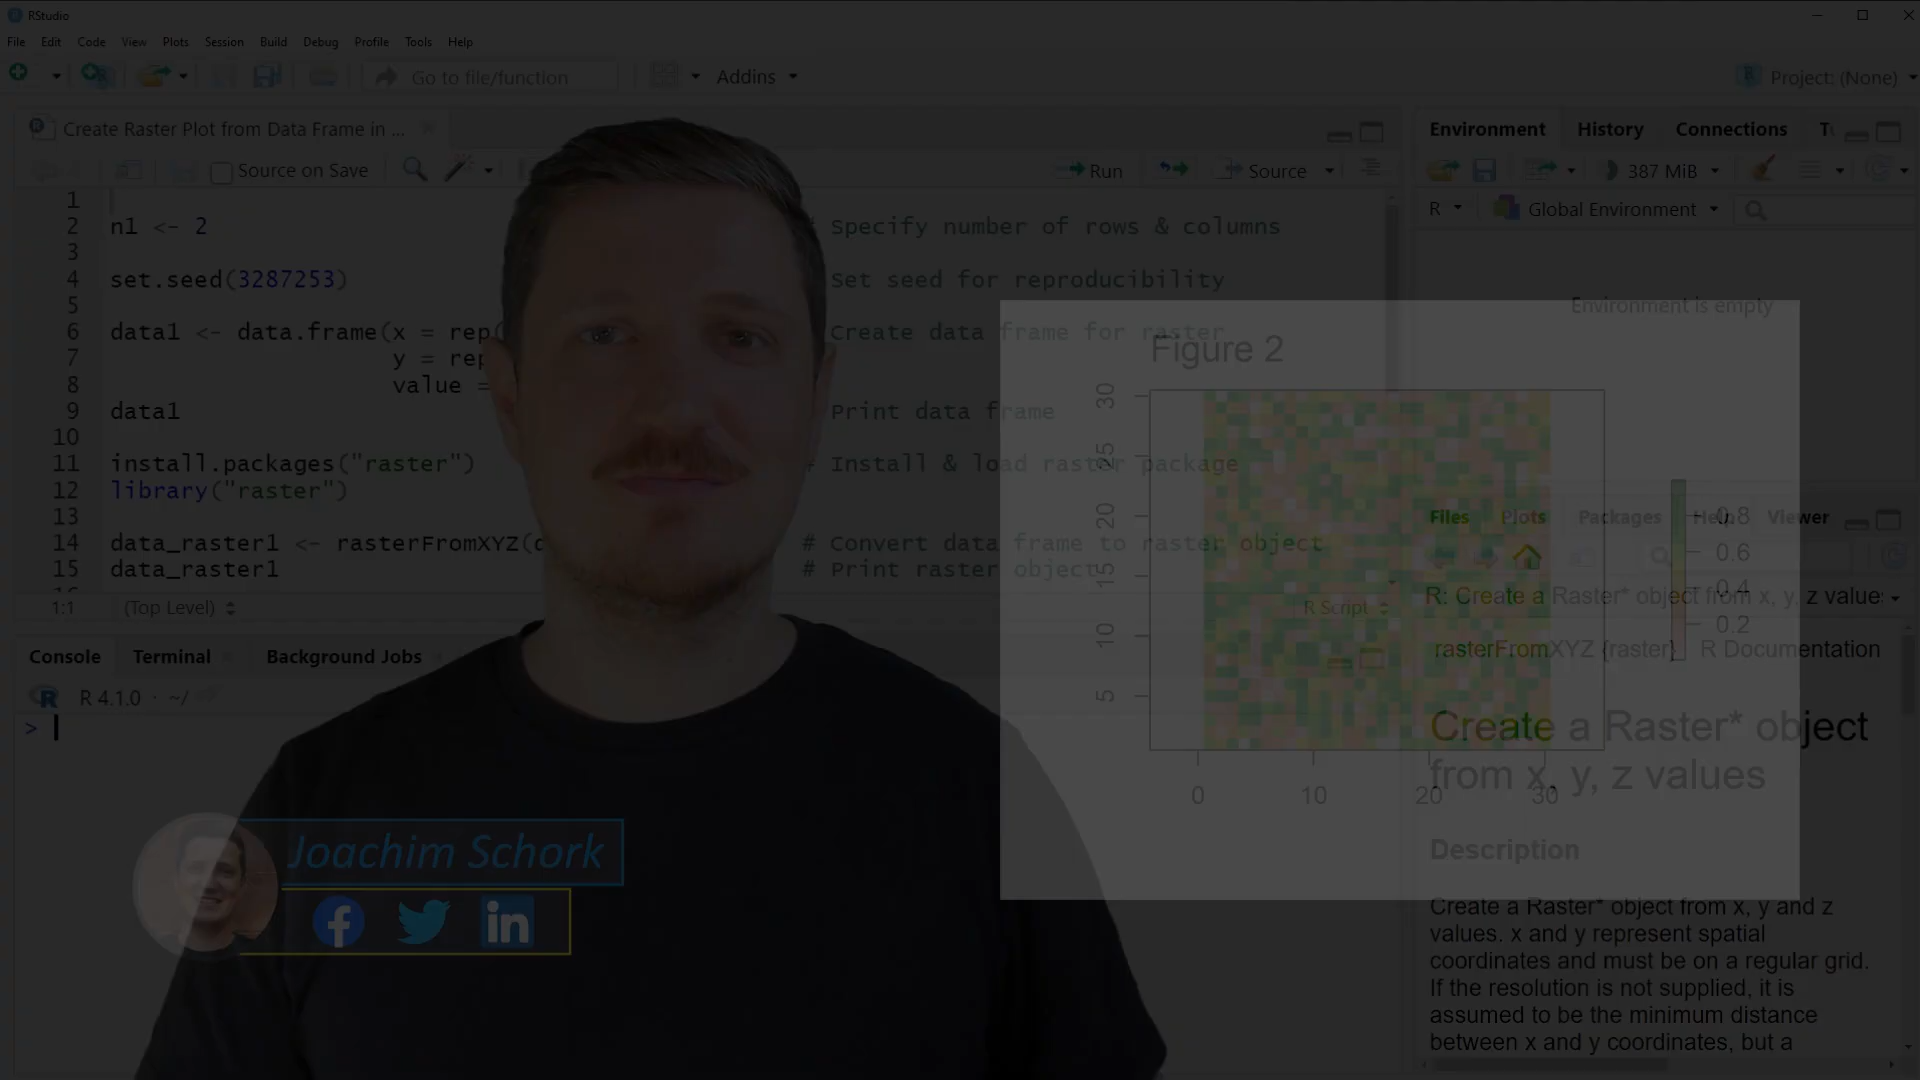 RStudio
File Edit Code View Plots Session Build Debug Profile Tools Help
Go to file/function
Addins
Project: (None)
Create Raster Plot from Data Frame in ...
Source on Save
Run
Source
1
2 n1 <- 2 Specify number of rows & columns
3
4 set.seed(3287253) Set seed for reproducibility
6 data1 <- data.frame(x = rep( Create data frame for raster
7 y = rep
8 value =
9 data1 Print data frame
10
11 install.packages("raster") # Install & load raster package
12 library("raster")
13
14 data_raster1 <- rasterFromXYZ( # Convert data frame to raster object
15 data_raster1 # Print raster object
1:1 (Top Level) R Script
Console Terminal Background Jobs
R 4.1.0 · ~/
>
Environment History Connections
387 MiB
R Global Environment
Environment is empty
Figure 2
30
25
20
15
10
5
0 10 20 30
0.8
0.6
0.4
0.2
Files Plots Packages Help Viewer
R: Create a Raster* object from x, y, z value
rasterFromXYZ {raster} R Documentation
Create a Raster* object
from x, y, z values
Description
Create a Raster* object from x, y and z
values. x and y represent spatial
coordinates and must be on a regular grid.
If the resolution is not supplied, it is
assumed to be the minimum distance
between x and y coordinates, but a
Joachim Schork
in